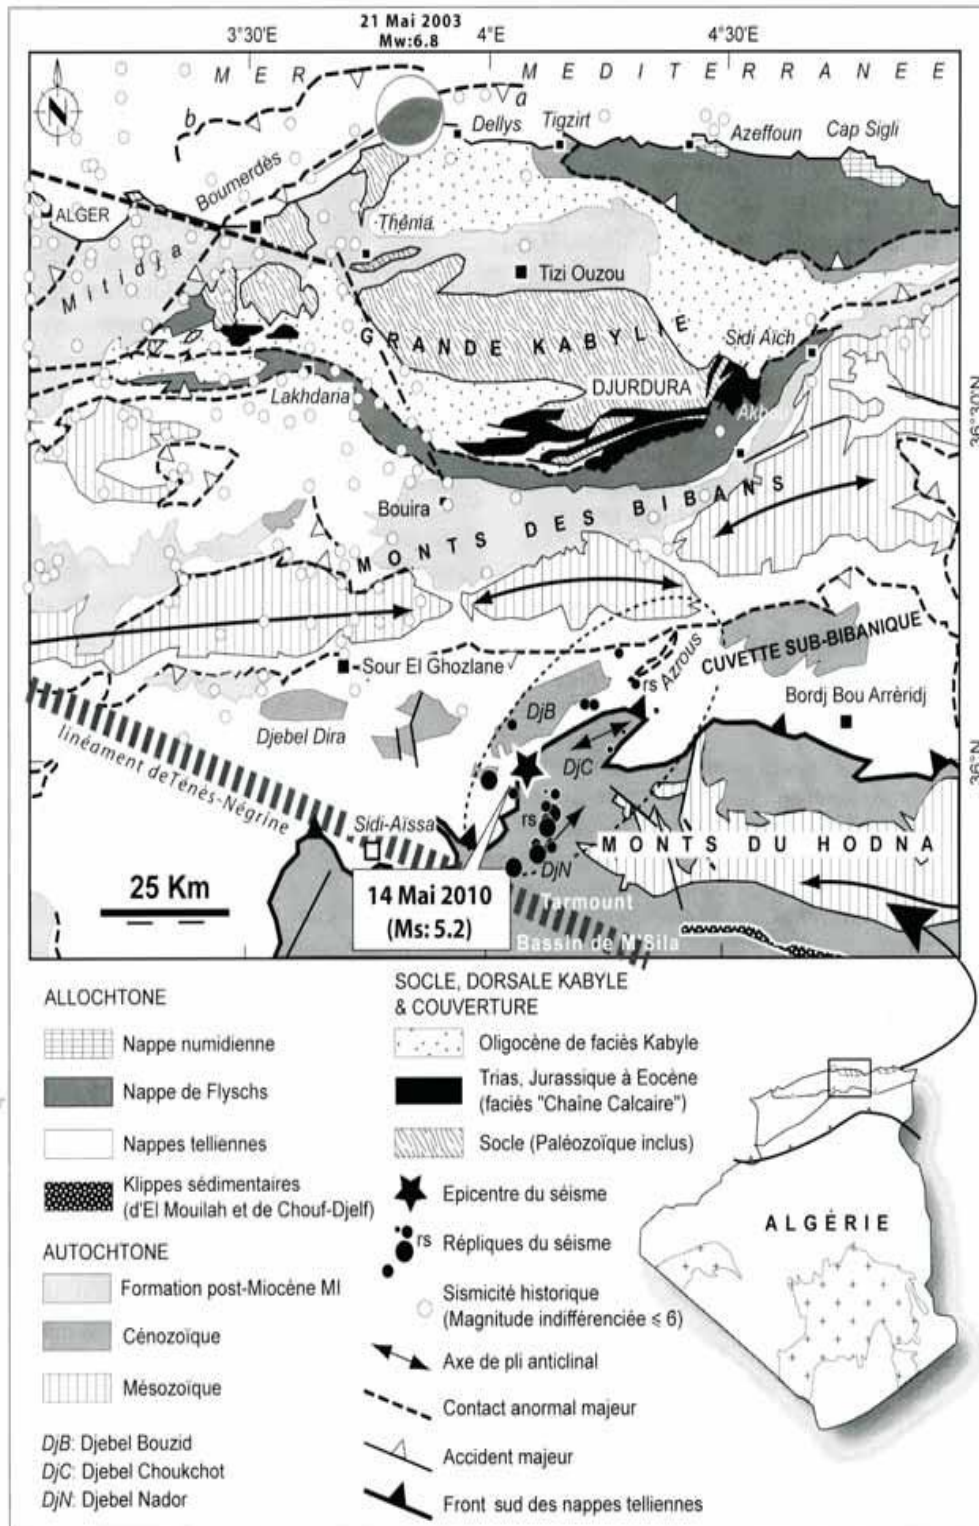 21 Mai 2003
Mw:6.8
3°30'E
4°E
4°30'E
MER MEDITERRANEE
b
a
N
Dellys
Tigzirt
Azeffoun
Cap Sigli
Boumerdés
ALGER
Thénia
Mitidja
Tizi Ouzou
GRANDE KABYLIE
Sidi Aïch
DJURDURA
Lakhdaria
36°30'N
Bouira
MONTS DES BIBANS
CUVETTE SUB-BIBANIQUE
Sour El Ghozlane
rs
Azrous
Bordj Bou Arrèridj
DjB
Djebel Dira
linéament de Ténès-Négrine
DjC
36°N
Sidi-Aïssa
rs
MONTS DU HODNA
25 Km
DjN
14 Mai 2010
(Ms: 5.2)
Tarmount
Bassin de M'Sila
ALLOCHTONE
Nappe numidienne
Nappe de Flyschs
Nappes telliennes
Klippes sédimentaires
(d'El Mouilah et de Chouf-Djelf)
AUTOCHTONE
Formation post-Miocène MI
Cénozoïque
Mésozoïque
DjB: Djebel Bouzid
DjC: Djebel Choukchot
DjN: Djebel Nador
SOCLE, DORSALE KABYLE
& COUVERTURE
Oligocène de faciès Kabyle
Trias, Jurassique à Eocène
(faciès "Chaîne Calcaire")
Socle (Paléozoïque inclus)
Epicentre du séisme
rs Répliques du séisme
Sismicité historique
(Magnitude indifférenciée ⩽ 6)
Axe de pli anticlinal
Contact anormal majeur
Accident majeur
Front sud des nappes telliennes
ALGÉRIE